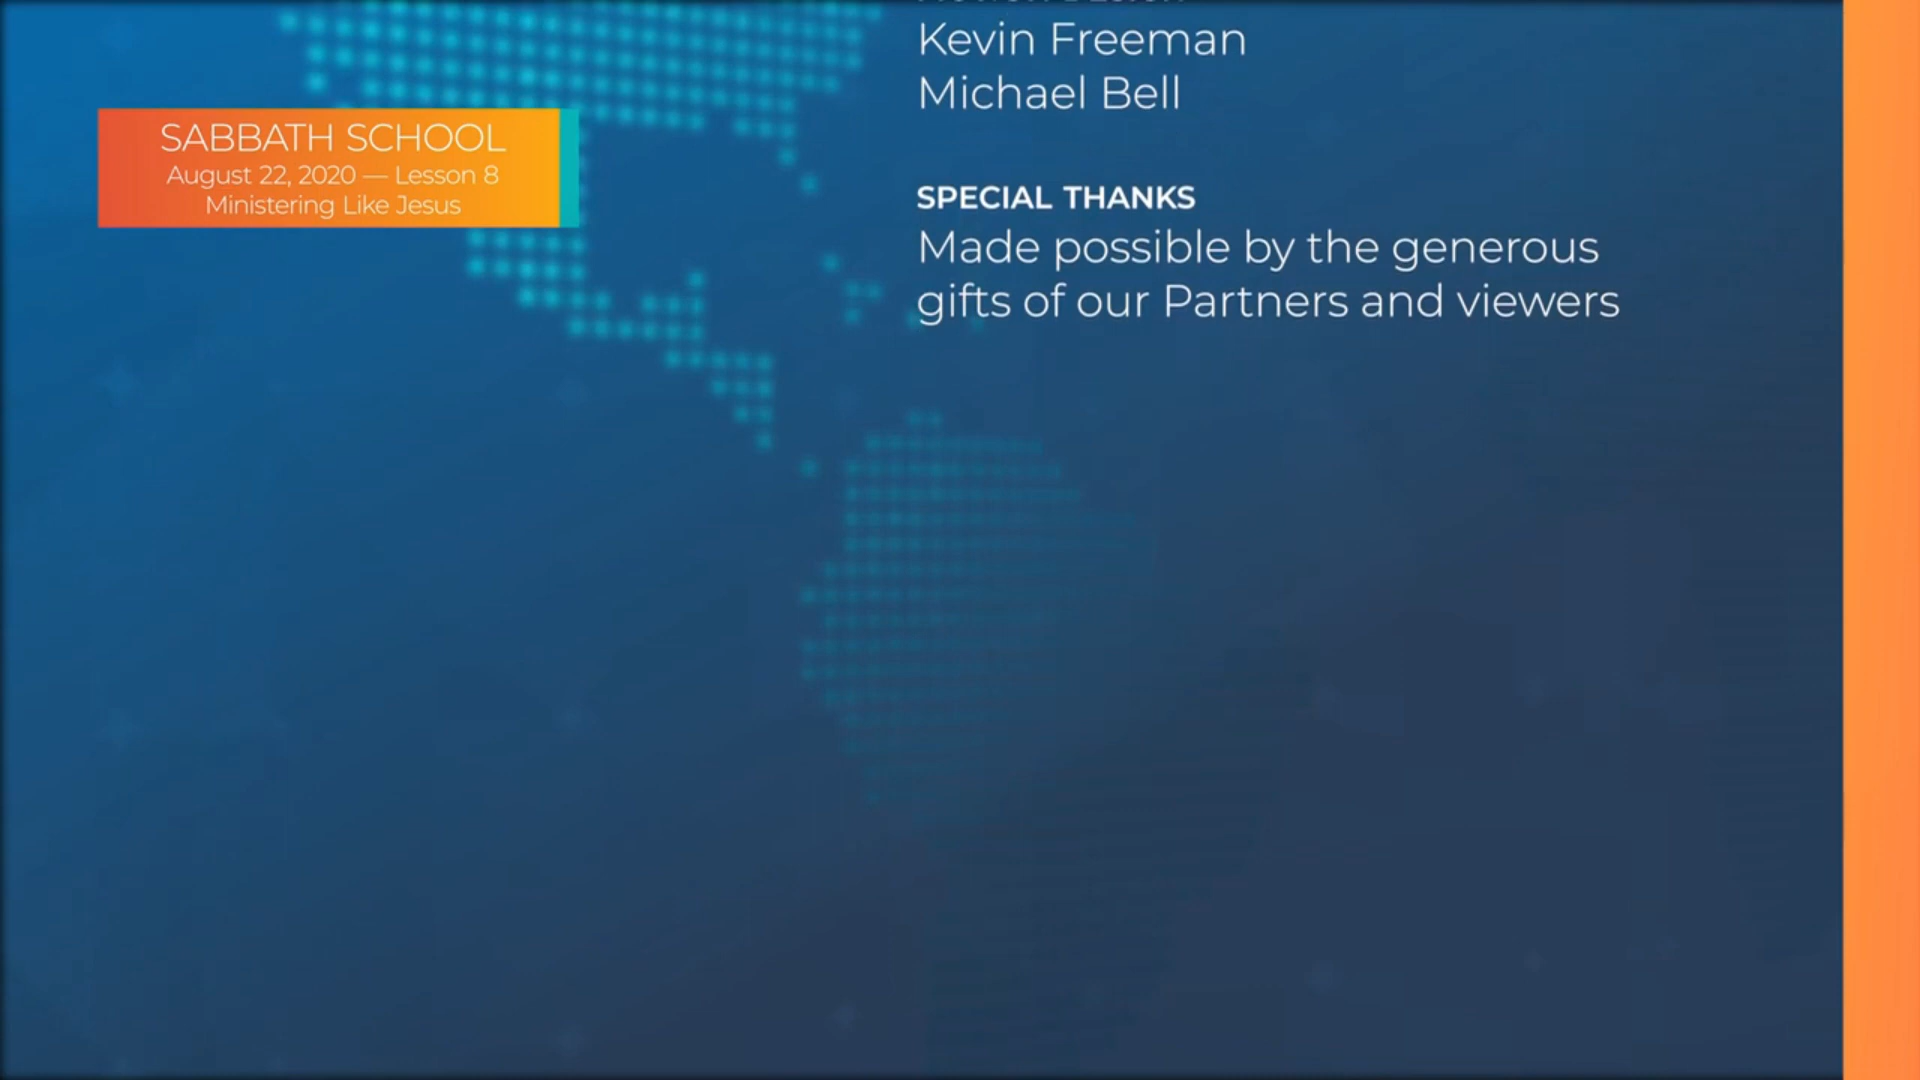 Kevin Freeman
Michael Bell
SABBATH SCHOOL
August 22, 2020 — Lesson 8
Ministering Like Jesus
SPECIAL THANKS
Made possible by the generous
gifts of our Partners and viewers